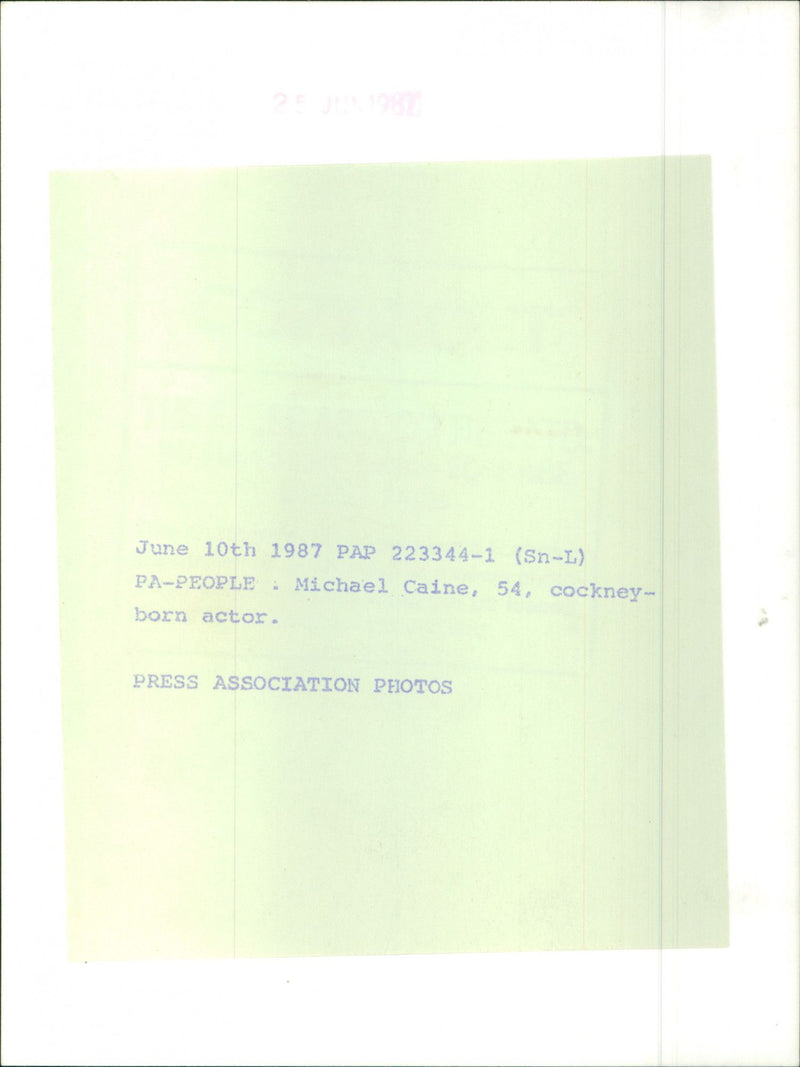 25 JUN 1987
June 10th 1987 PAP 223344-1 (Sn-L)
PA-PEOPLE : Michael Caine, 54, cockney-
born actor.
PRESS ASSOCIATION PHOTOS